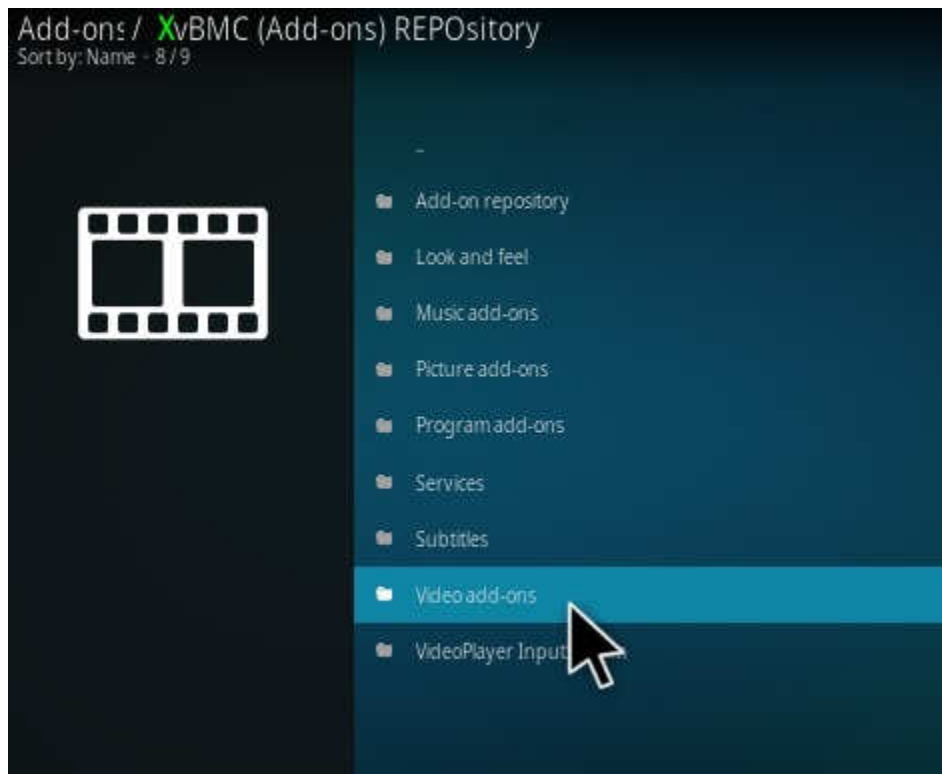 Add-ons / XvBMC (Add-ons) REPOsitory
Sort by: Name - 8 / 9
Add-on repository
Look and feel
Music add-ons
Picture add-ons
Program add-ons
Services
Subtitles
Video add-ons
VideoPlayer Input